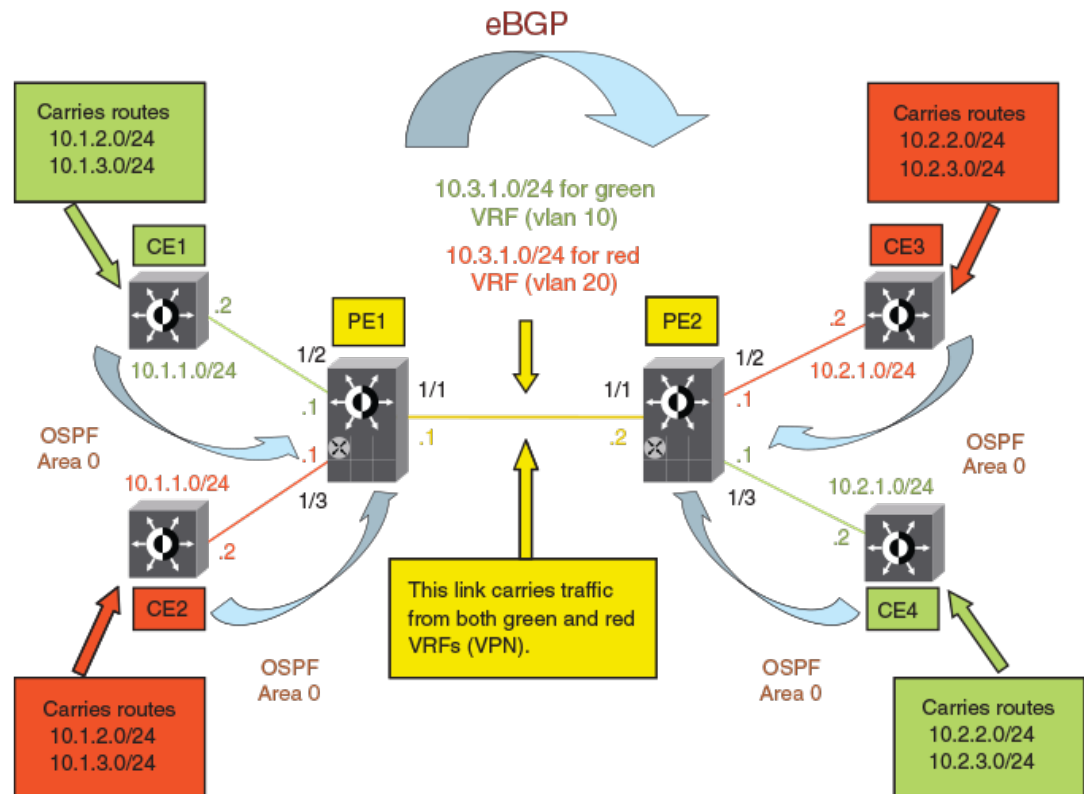 eBGP
Carries routes
10.1.2.0/24
10.1.3.0/24
Carries routes
10.2.2.0/24
10.2.3.0/24
10.3.1.0/24 for green
VRF (vlan 10)
10.3.1.0/24 for red
VRF (vlan 20)
CE1
CE3
.2
PE1
PE2
.2
10.1.1.0/24
1/2
1/1
1/1
1/2
10.2.1.0/24
.1
.1
.1
.2
OSPF
Area 0
.1
.1
OSPF
Area 0
10.1.1.0/24
1/3
1/3
10.2.1.0/24
.2
.2
CE2
This link carries traffic
from both green and red
VRFs (VPN).
CE4
OSPF
Area 0
OSPF
Area 0
Carries routes
10.1.2.0/24
10.1.3.0/24
Carries routes
10.2.2.0/24
10.2.3.0/24